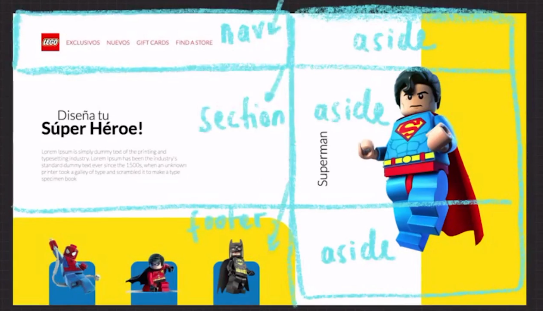 LEGO EXCLUSIVOS NUEVOS GIFT CARDS FIND A STORE
nav
aside
Diseña tu
Súper Héroe!
section
aside
Superman
Lorem Ipsum is simply dummy text of the printing and
typesetting industry. Lorem Ipsum has been the industry's
standard dummy text ever since the 1500s, when an unknown
printer took a galley of type and scrambled it to make a type
specimen book.
footer
aside